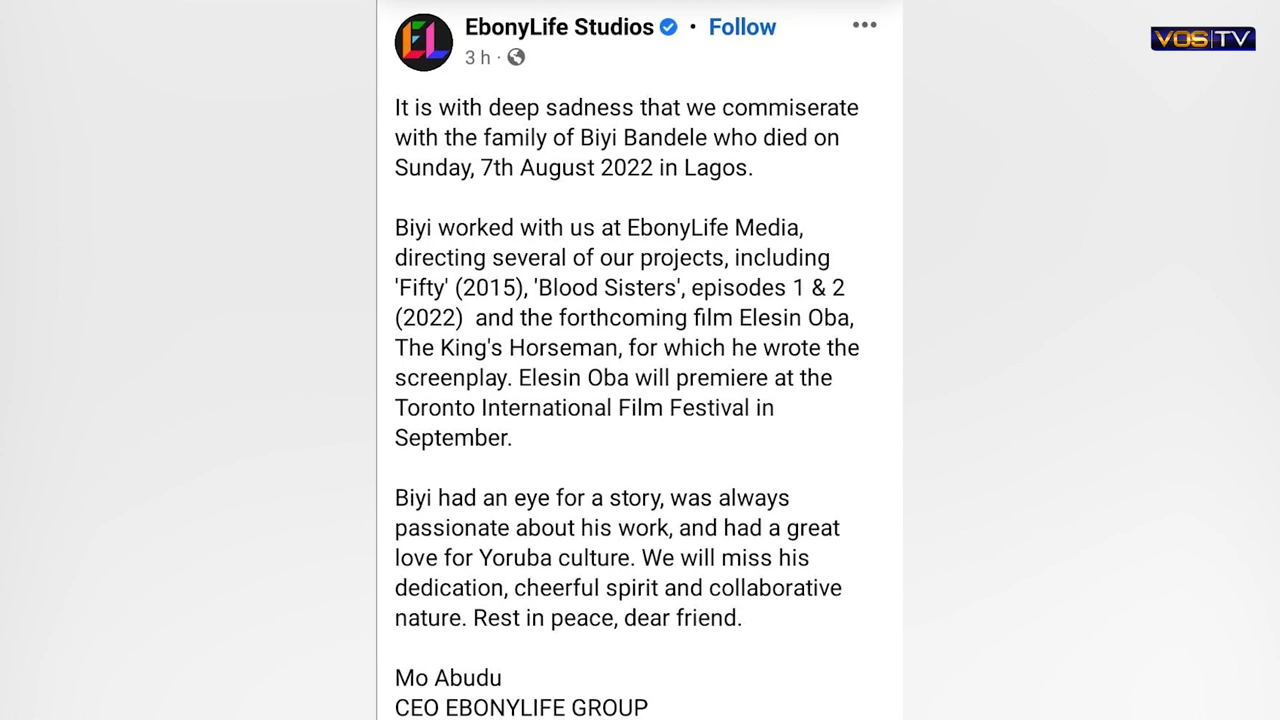 EbonyLife Studios · Follow
VOS|TV
3 h ·
EL
It is with deep sadness that we commiserate
with the family of Biyi Bandele who died on
Sunday, 7th August 2022 in Lagos.
Biyi worked with us at EbonyLife Media,
directing several of our projects, including
'Fifty' (2015), 'Blood Sisters', episodes 1 & 2
(2022)  and the forthcoming film Elesin Oba,
The King's Horseman, for which he wrote the
screenplay. Elesin Oba will premiere at the
Toronto International Film Festival in
September.
Biyi had an eye for a story, was always
passionate about his work, and had a great
love for Yoruba culture. We will miss his
dedication, cheerful spirit and collaborative
nature. Rest in peace, dear friend.
Mo Abudu
CEO EBONYLIFE GROUP